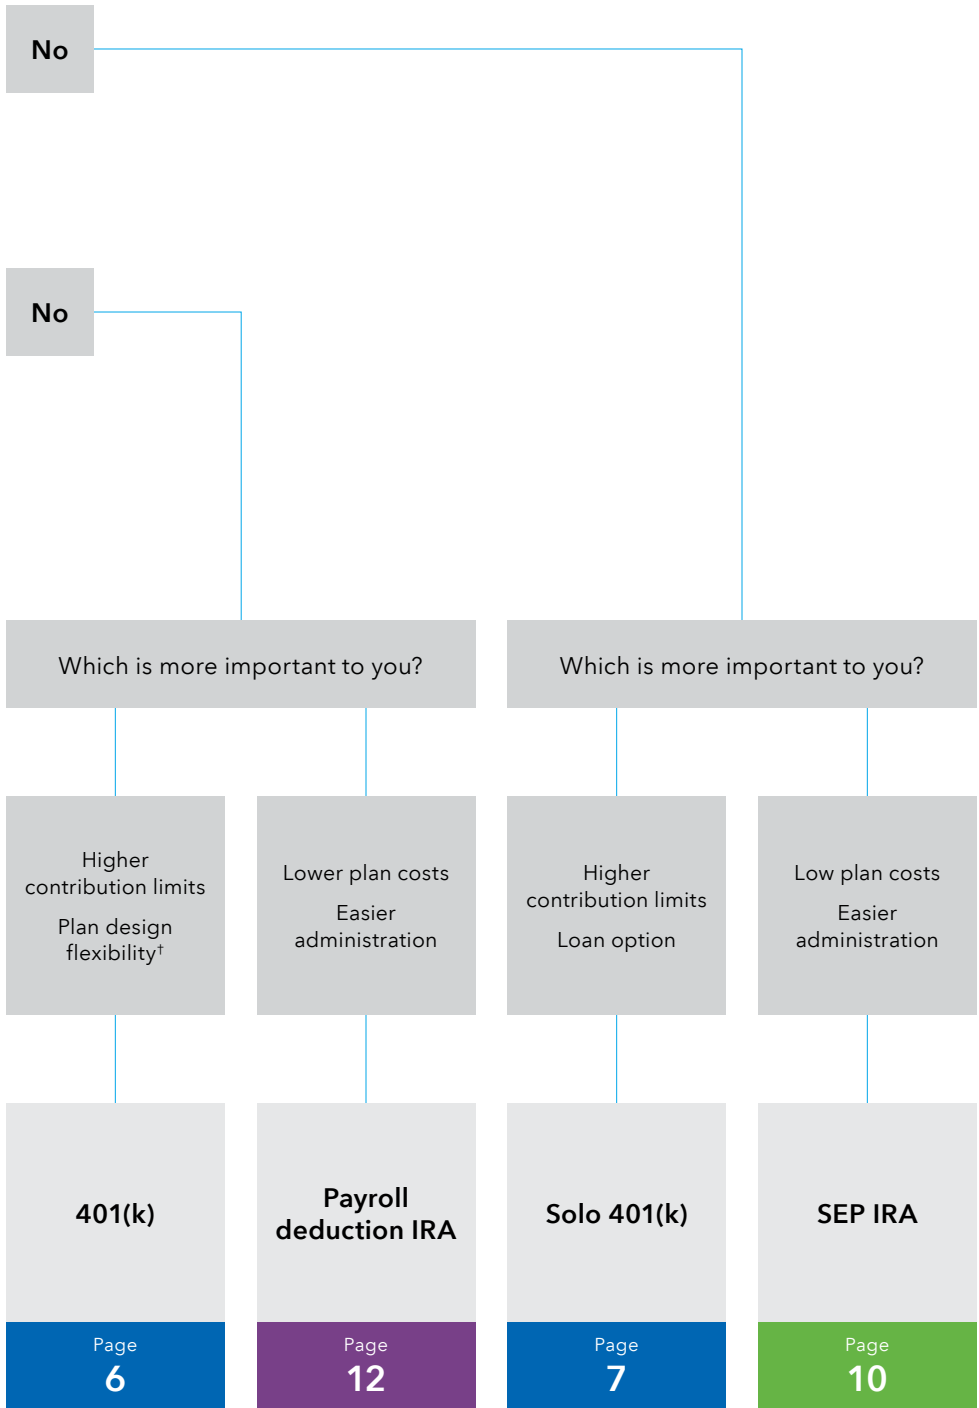 No
No
Which is more important to you?
Which is more important to you?
Higher
contribution limits
Plan design
flexibility†
Lower plan costs
Easier
administration
Higher
contribution limits
Loan option
Low plan costs
Easier
administration
401(k)
Payroll
deduction IRA
Solo 401(k)
SEP IRA
Page
6
Page
12
Page
7
Page
10